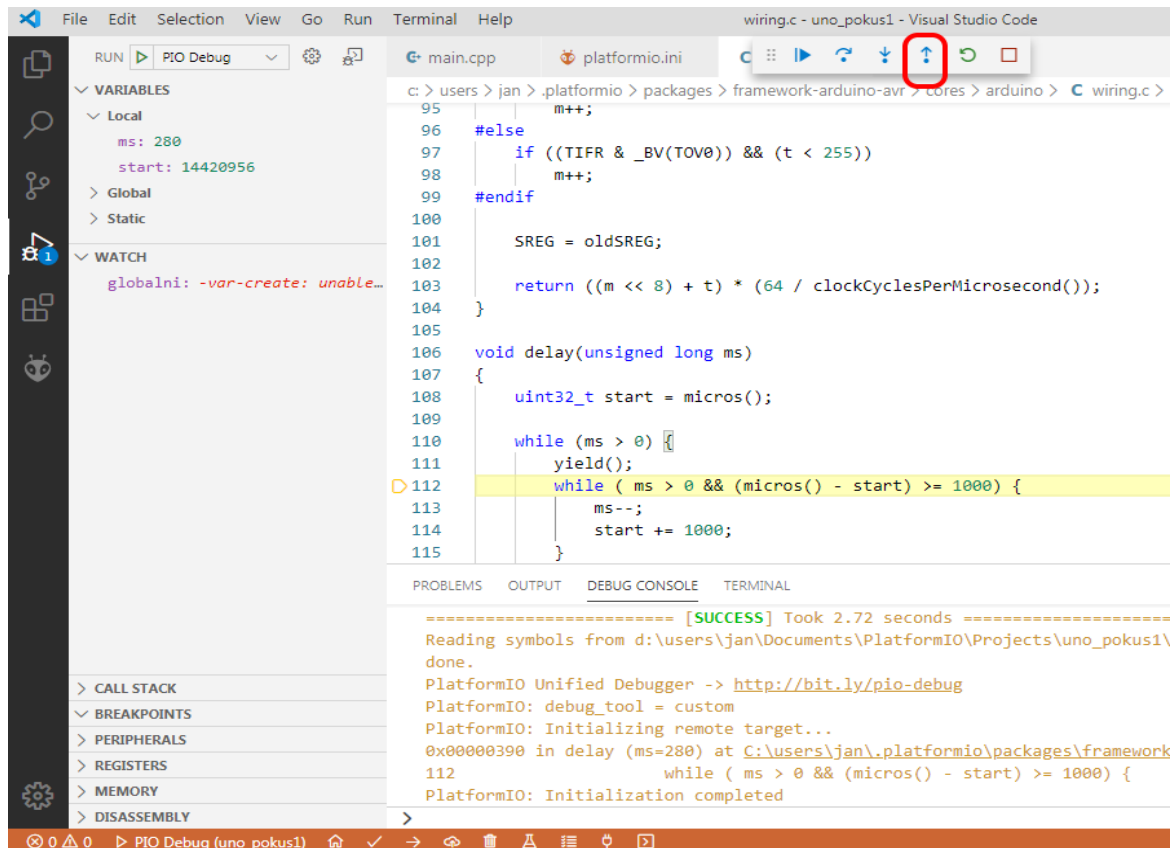 File Edit Selection View Go Run Terminal Help wiring.c - uno_pokus1 - Visual Studio Code
RUN PIO Debug
VARIABLES
Local
ms: 280
start: 14420956
Global
Static
WATCH
globalni: -var-create: unable…
1
CALL STACK
BREAKPOINTS
PERIPHERALS
REGISTERS
MEMORY
DISASSEMBLY
main.cpp platformio.ini C
c: > users > jan > .platformio > packages > framework-arduino-avr > cores > arduino > C wiring.c >
95 m++;
96 #else
97 if ((TIFR & _BV(TOV0)) && (t < 255))
98 m++;
99 #endif
100
101 SREG = oldSREG;
102
103 return ((m << 8) + t) * (64 / clockCyclesPerMicrosecond());
104 }
105
106 void delay(unsigned long ms)
107 {
108 uint32_t start = micros();
109
110 while (ms > 0) {
111 yield();
112 while ( ms > 0 && (micros() - start) >= 1000) {
113 ms--;
114 start += 1000;
115 }
PROBLEMS OUTPUT DEBUG CONSOLE TERMINAL
========================= [SUCCESS] Took 2.72 seconds =====================
Reading symbols from d:\users\jan\Documents\PlatformIO\Projects\uno_pokus1\
done.
PlatformIO Unified Debugger -> http://bit.ly/pio-debug
PlatformIO: debug_tool = custom
PlatformIO: Initializing remote target...
0x00000390 in delay (ms=280) at C:\users\jan\.platformio\packages\framework
112 while ( ms > 0 && (micros() - start) >= 1000) {
PlatformIO: Initialization completed
>
0 0 PIO Debug (uno_pokus1)